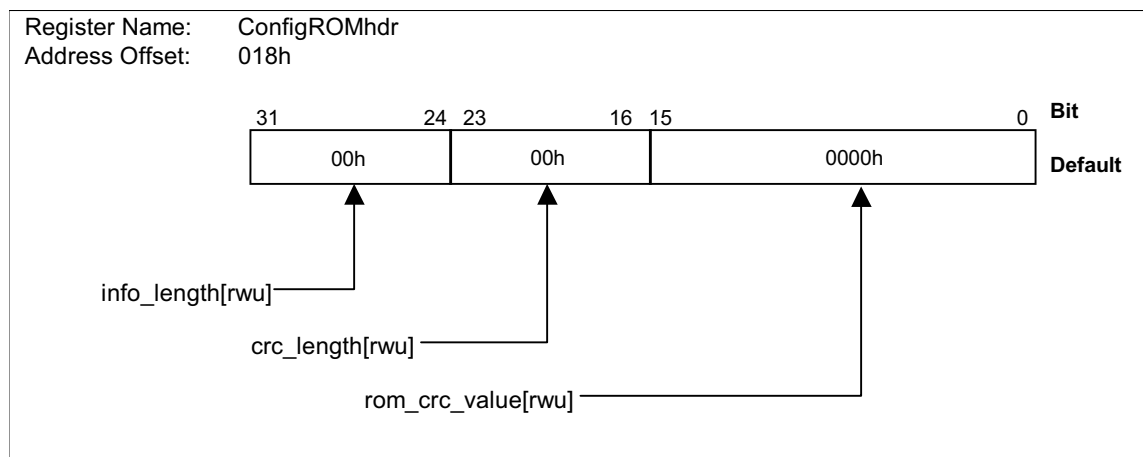 Register Name: ConfigROMhdr
Address Offset: 018h
31 24 23 16 15 0 Bit
00h 00h 0000h Default
info_length[rwu]
crc_length[rwu]
rom_crc_value[rwu]